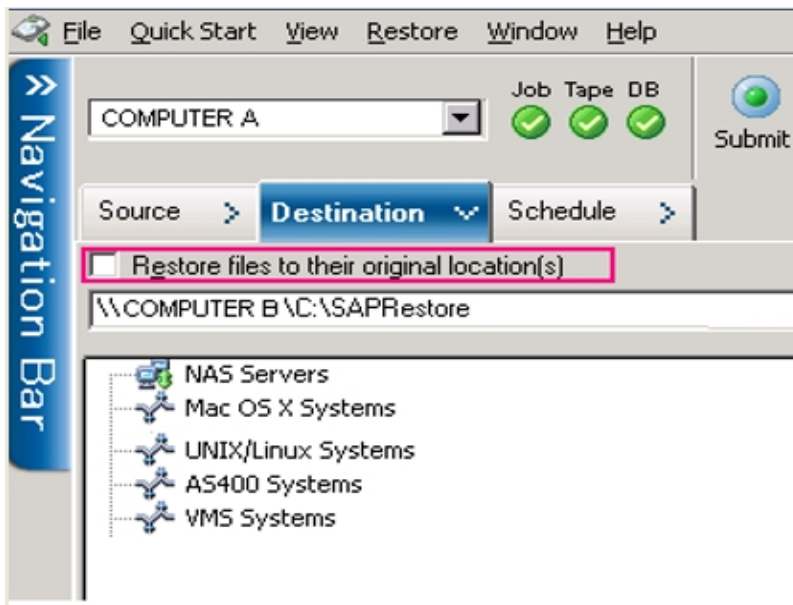 File Quick Start View Restore Window Help
» Navigation Bar
COMPUTER A
Job Tape DB
Submit
Source > Destination Schedule >
Restore files to their original location(s)
\\COMPUTER B\C:\SAPRestore
NAS Servers
Mac OS X Systems
UNIX/Linux Systems
AS400 Systems
VMS Systems